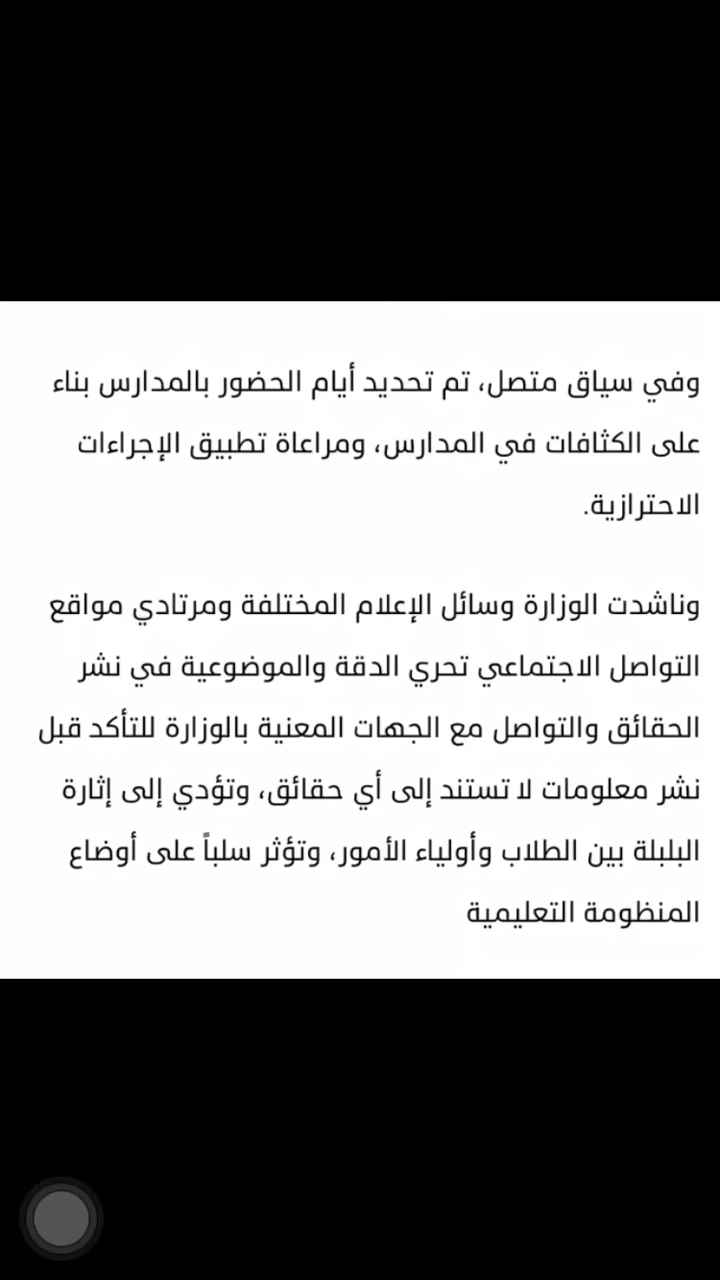 وفي سياق متصل، تم تحديد أيام الحضور بالمدارس بناء
على الكثافات في المدارس، ومراعاة تطبيق الإجراءات
الاحترازية.
وناشدت الوزارة وسائل الإعلام المختلفة ومرتادي مواقع
التواصل الاجتماعي تحري الدقة والموضوعية في نشر
الحقائق والتواصل مع الجهات المعنية بالوزارة للتأكد قبل
نشر معلومات لا تستند إلى أي حقائق، وتؤدي إلى إثارة
البلبلة بين الطلاب وأولياء الأمور، وتؤثر سلباً على أوضاع
المنظومة التعليمية